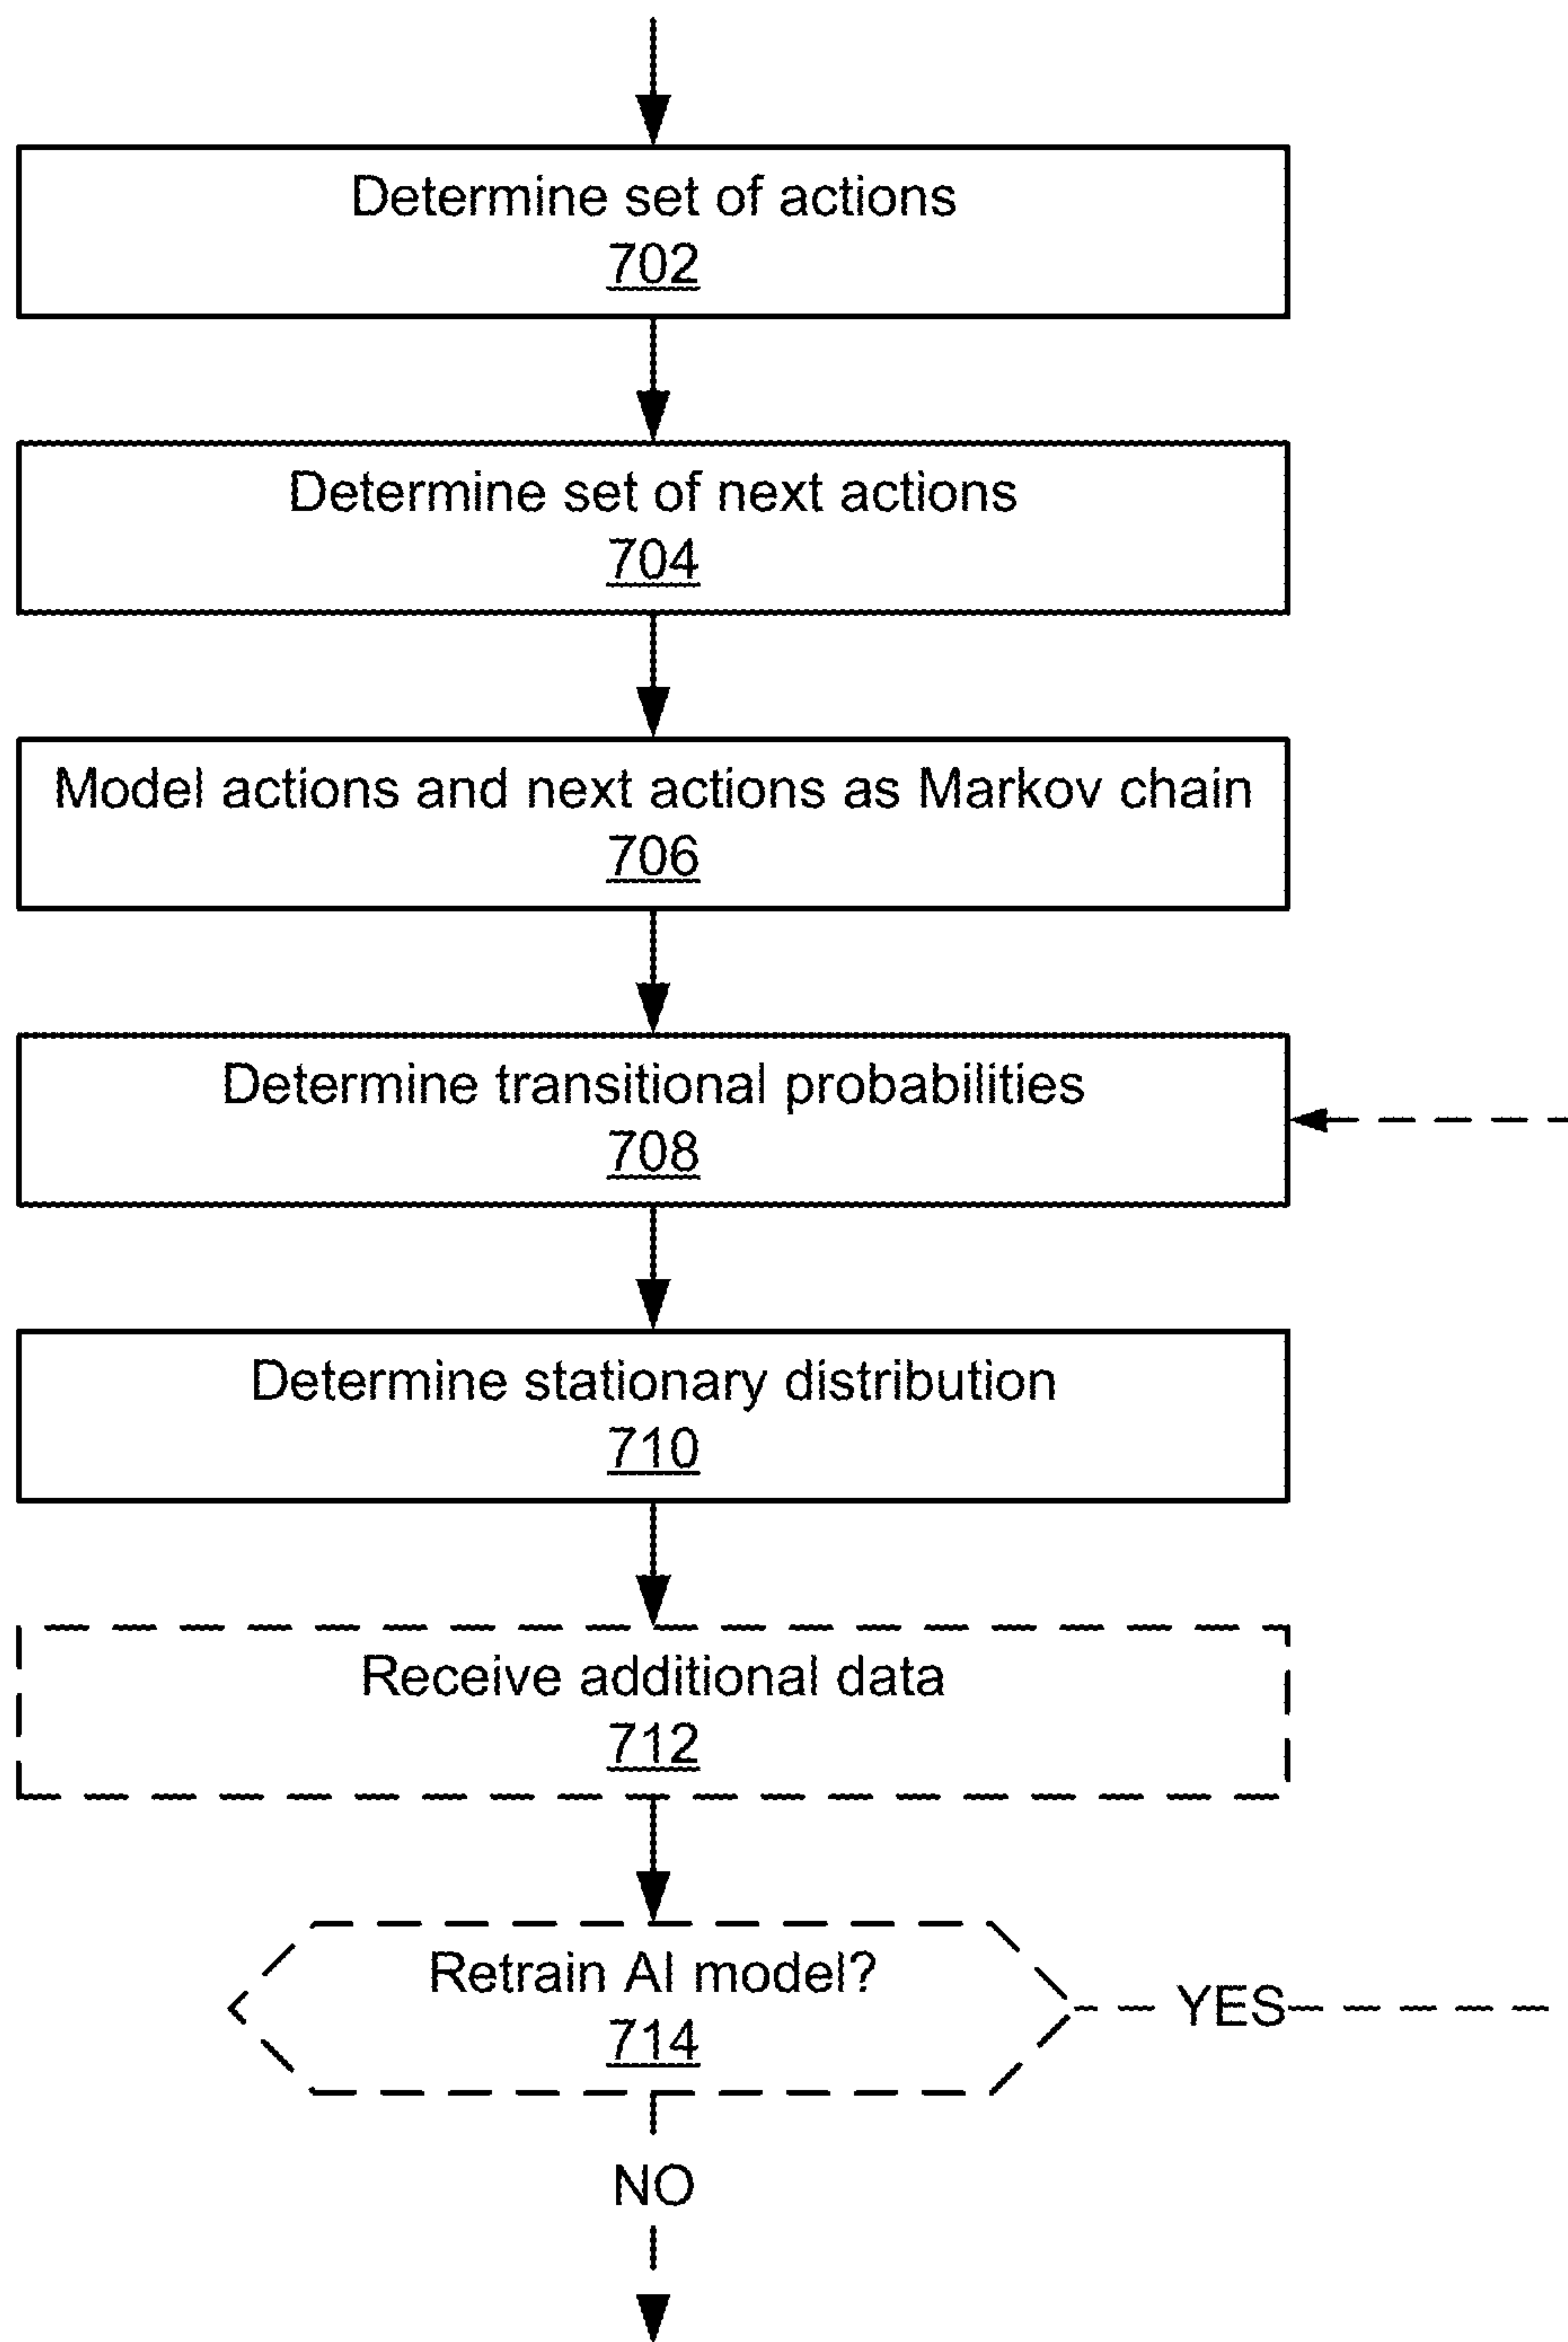 Determine set of actions
702
Determine set of next actions
704
Model actions and next actions as Markov chain
706
Determine transitional probabilities
708
Determine stationary distribution
710
Receive additional data
712
Retrain AI model?
714
YES
NO